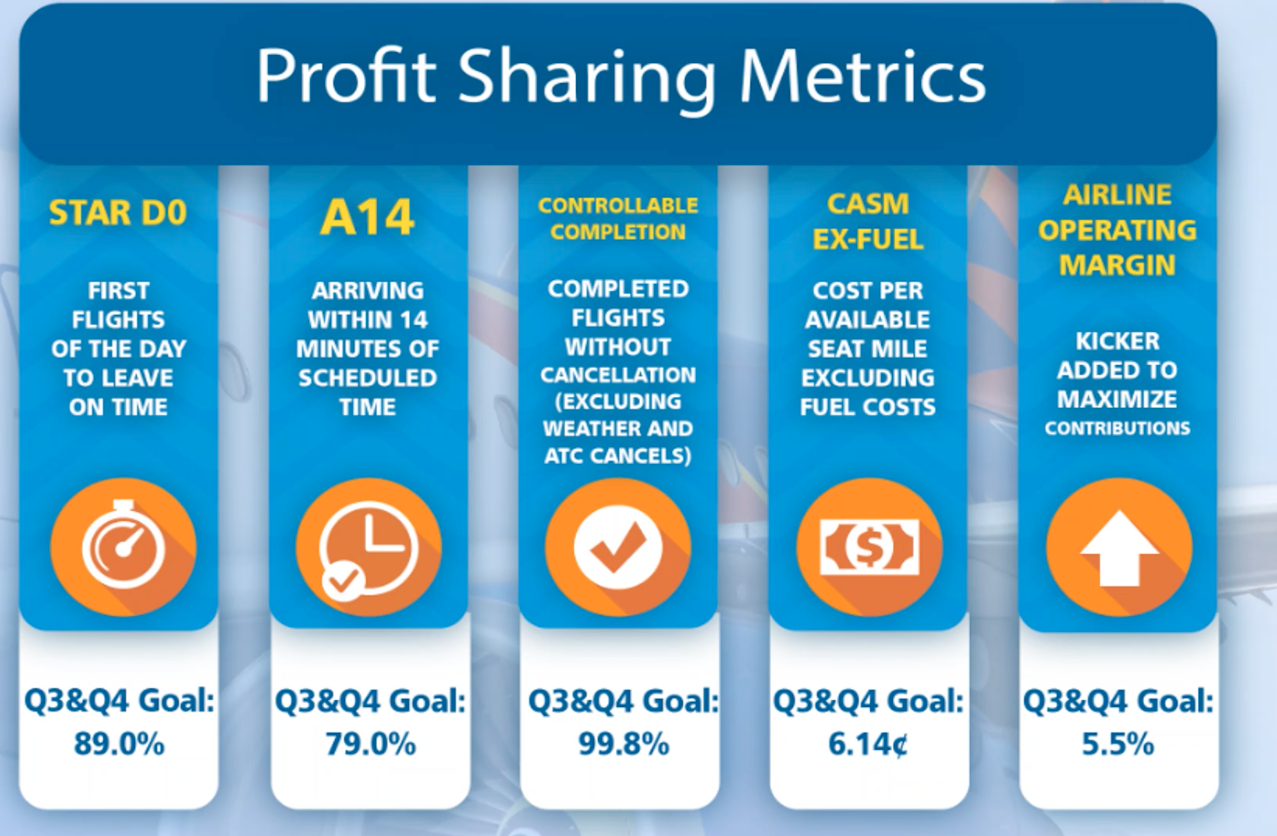 Profit Sharing Metrics
STAR D0
FIRST
FLIGHTS
OF THE DAY
TO LEAVE
ON TIME
Q3&Q4 Goal:
89.0%
A14
ARRIVING
WITHIN 14
MINUTES OF
SCHEDULED
TIME
Q3&Q4 Goal:
79.0%
CONTROLLABLE
COMPLETION
COMPLETED
FLIGHTS
WITHOUT
CANCELLATION
(EXCLUDING
WEATHER AND
ATC CANCELS)
Q3&Q4 Goal:
99.8%
CASM
EX-FUEL
COST PER
AVAILABLE
SEAT MILE
EXCLUDING
FUEL COSTS
Q3&Q4 Goal:
6.14¢
AIRLINE
OPERATING
MARGIN
KICKER
ADDED TO
MAXIMIZE
CONTRIBUTIONS
Q3&Q4 Goal:
5.5%